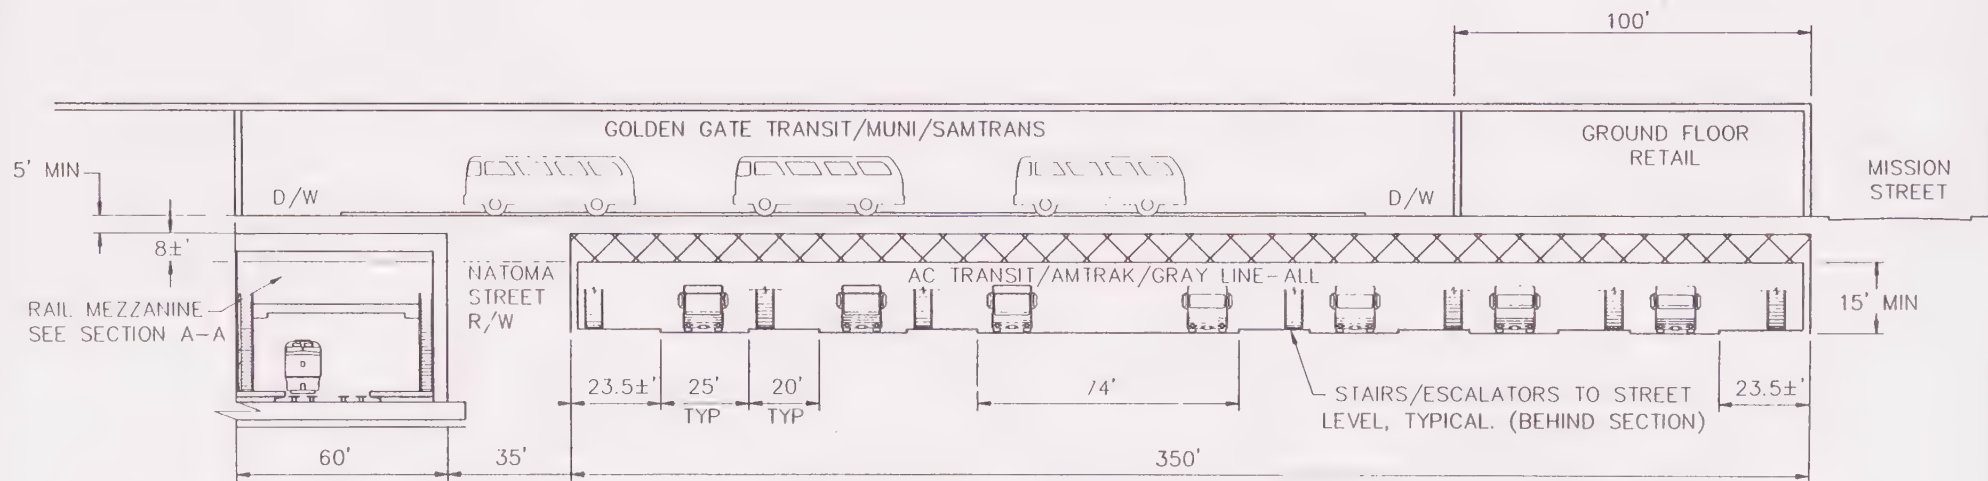 100'
GOLDEN GATE TRANSIT/MUNI/SAMTRANS
GROUND FLOOR
RETAIL
5' MIN
MISSION
STREET
D/W
D/W
8±'
NATOMA
STREET
R/W
AC TRANSIT/AMTRAK/GRAY LINE-ALL
RAIL MEZZANINE
SEE SECTION A-A
15' MIN
23.5±'
25'
TYP
20'
TYP
74'
STAIRS/ESCALATORS TO STREET
LEVEL, TYPICAL. (BEHIND SECTION)
23.5±'
60'
35'
350'